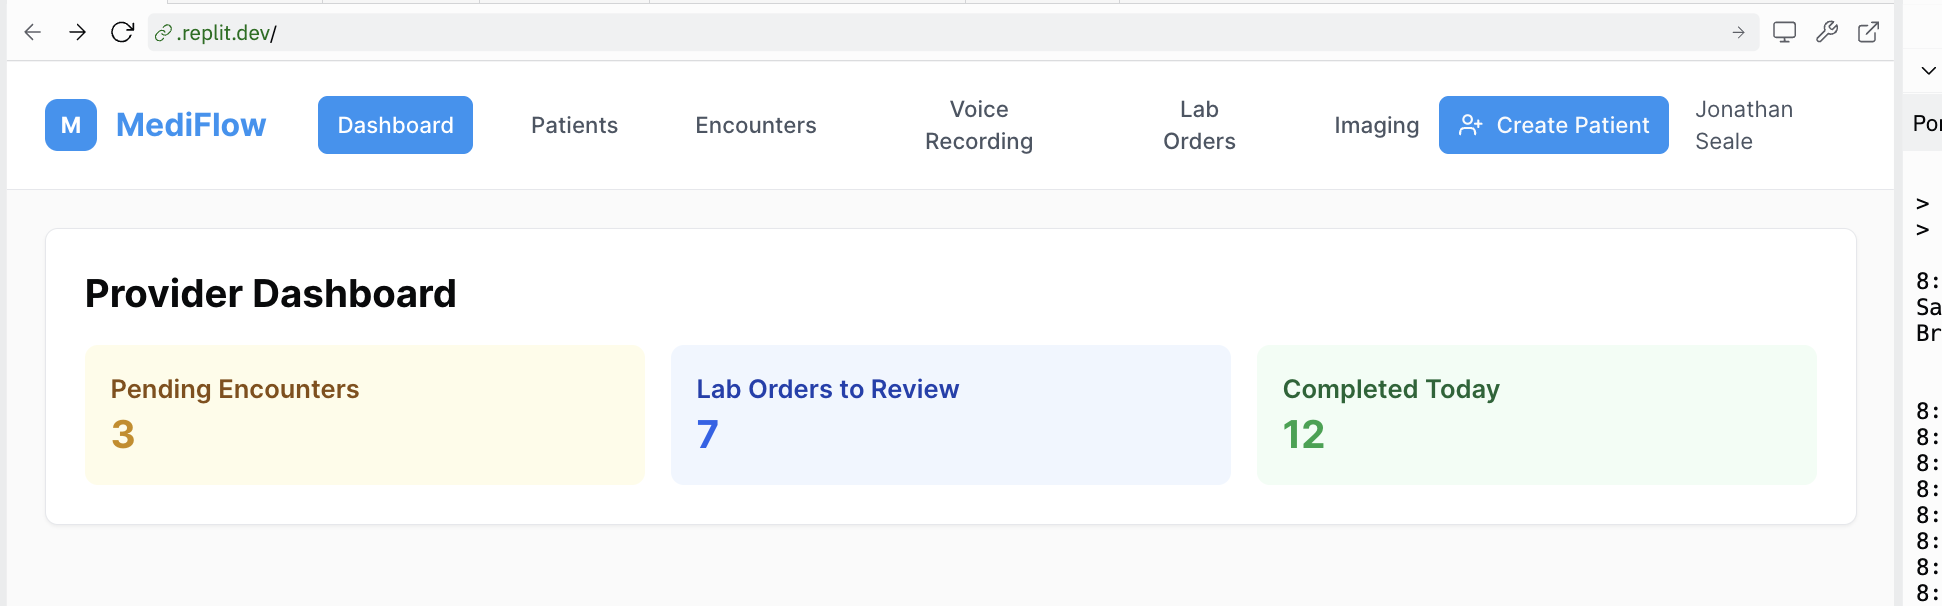 .replit.dev/
M MediFlow
Dashboard
Patients
Encounters
Voice
Recording
Lab
Orders
Imaging
Create Patient
Jonathan
Seale
Provider Dashboard
Pending Encounters
3
Lab Orders to Review
7
Completed Today
12
Por
>
>
8:
Sa
Br
8:
8:
8:
8:
8:
8:
8:
8: